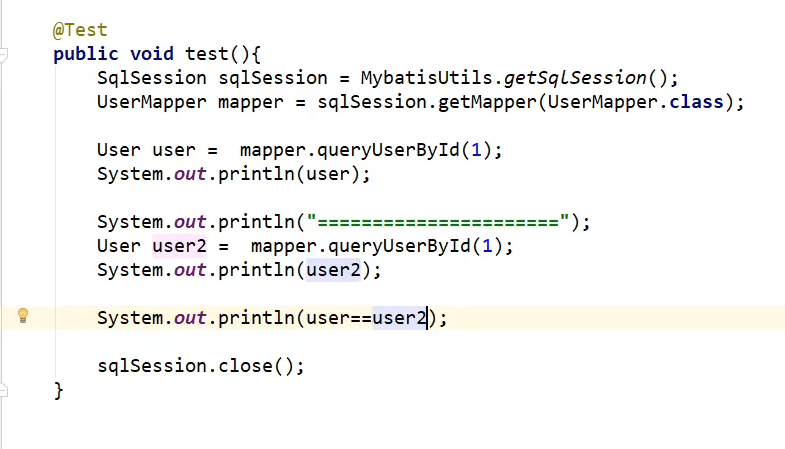 @Test
public void test(){
SqlSession sqlSession = MybatisUtils.getSqlSession();
UserMapper mapper = sqlSession.getMapper(UserMapper.class);
User user =  mapper.queryUserById(1);
System.out.println(user);
System.out.println("======================");
User user2 =  mapper.queryUserById(1);
System.out.println(user2);
System.out.println(user==user2);
sqlSession.close();
}